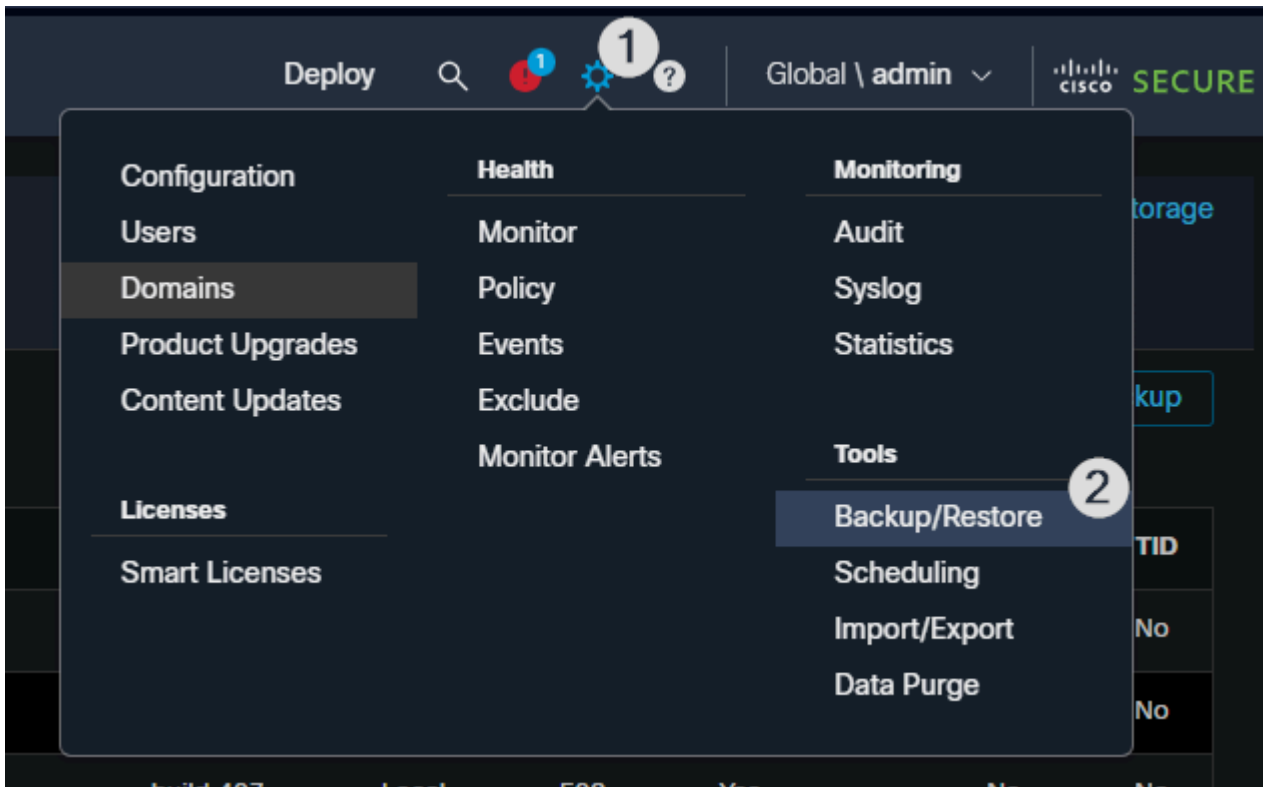 Deploy 1 1 ? Global \ admin cisco SECURE
Configuration
Users
Domains
Product Upgrades
Content Updates
Licenses
Smart Licenses
Health
Monitor
Policy
Events
Exclude
Monitor Alerts
Monitoring
Audit
Syslog
Statistics
Tools
2
Backup/Restore
Scheduling
Import/Export
Data Purge
torage
kup
TID
No
No